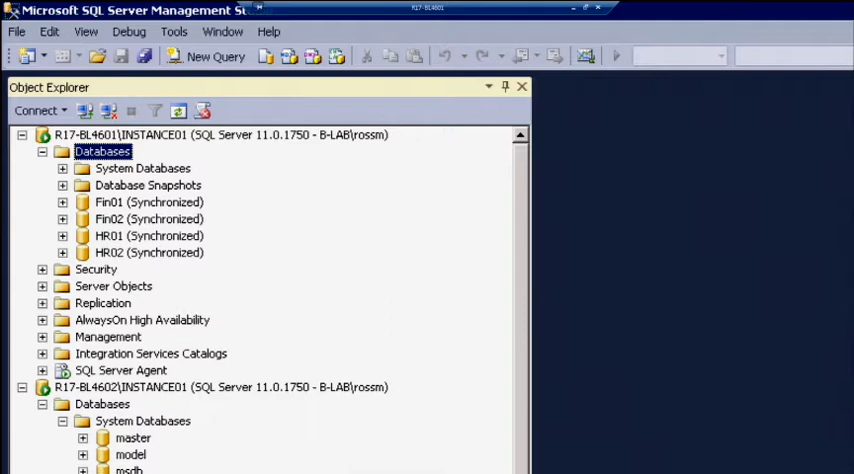 Microsoft SQL Server Management St
R17-BL4601
File Edit View Debug Tools Window Help
New Query
Object Explorer
Connect
R17-BL4601\INSTANCE01 (SQL Server 11.0.1750 - B-LAB\rossm)
Databases
System Databases
Database Snapshots
Fin01 (Synchronized)
Fin02 (Synchronized)
HR01 (Synchronized)
HR02 (Synchronized)
Security
Server Objects
Replication
AlwaysOn High Availability
Management
Integration Services Catalogs
SQL Server Agent
R17-BL4602\INSTANCE01 (SQL Server 11.0.1750 - B-LAB\rossm)
Databases
System Databases
master
model
msdb